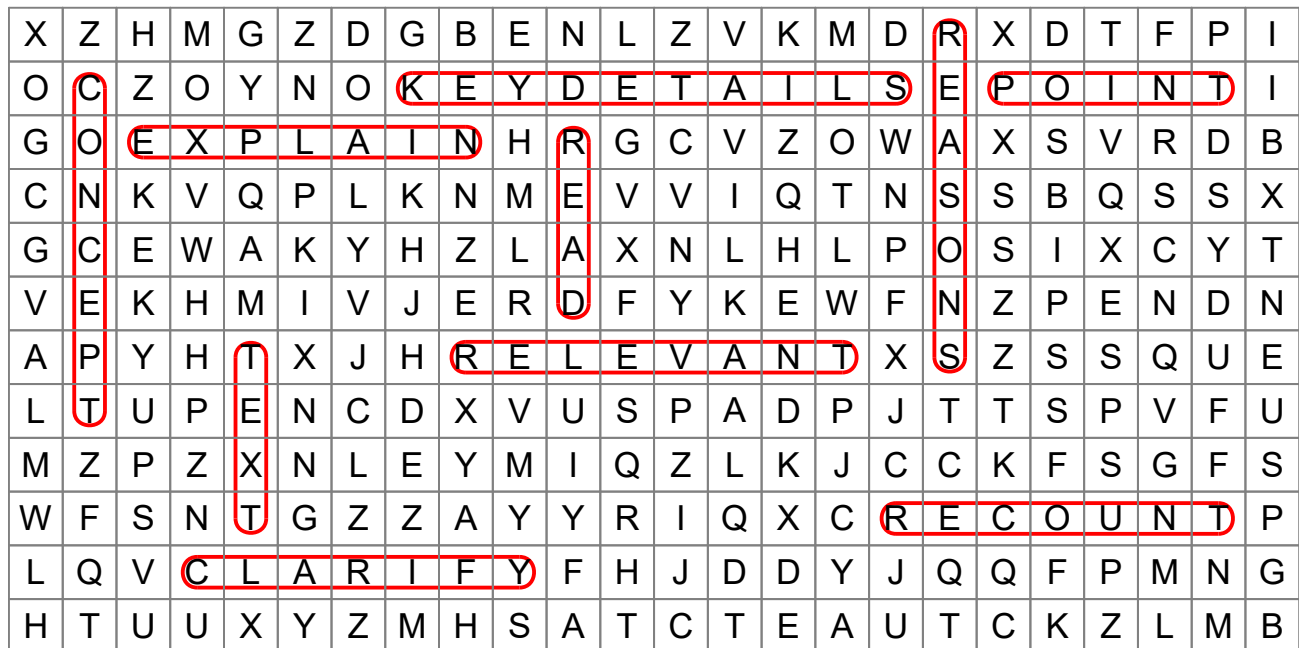 X Z H M G Z D G B E N L Z V K M D R X D T F P I
O C Z O Y N O K E Y D E T A I L S E P O I N T I
G O E X P L A I N H R G C V Z O W A X S V R D B
C N K V Q P L K N M E V V I Q T N S S B Q S S X
G C E W A K Y H Z L A X N L H L P O S I X C Y T
V E K H M I V J E R D F Y K E W F N Z P E N D N
A P Y H T X J H R E L E V A N T X S Z S S Q U E
L T U P E N C D X V U S P A D P J T T S P V F U
M Z P Z X N L E Y M I Q Z L K J C C K F S G F S
W F S N T G Z Z A Y Y R I Q X C R E C O U N T P
L Q V C L A R I F Y F H J D D Y J Q Q F P M N G
H T U U X Y Z M H S A T C T E A U T C K Z L M B